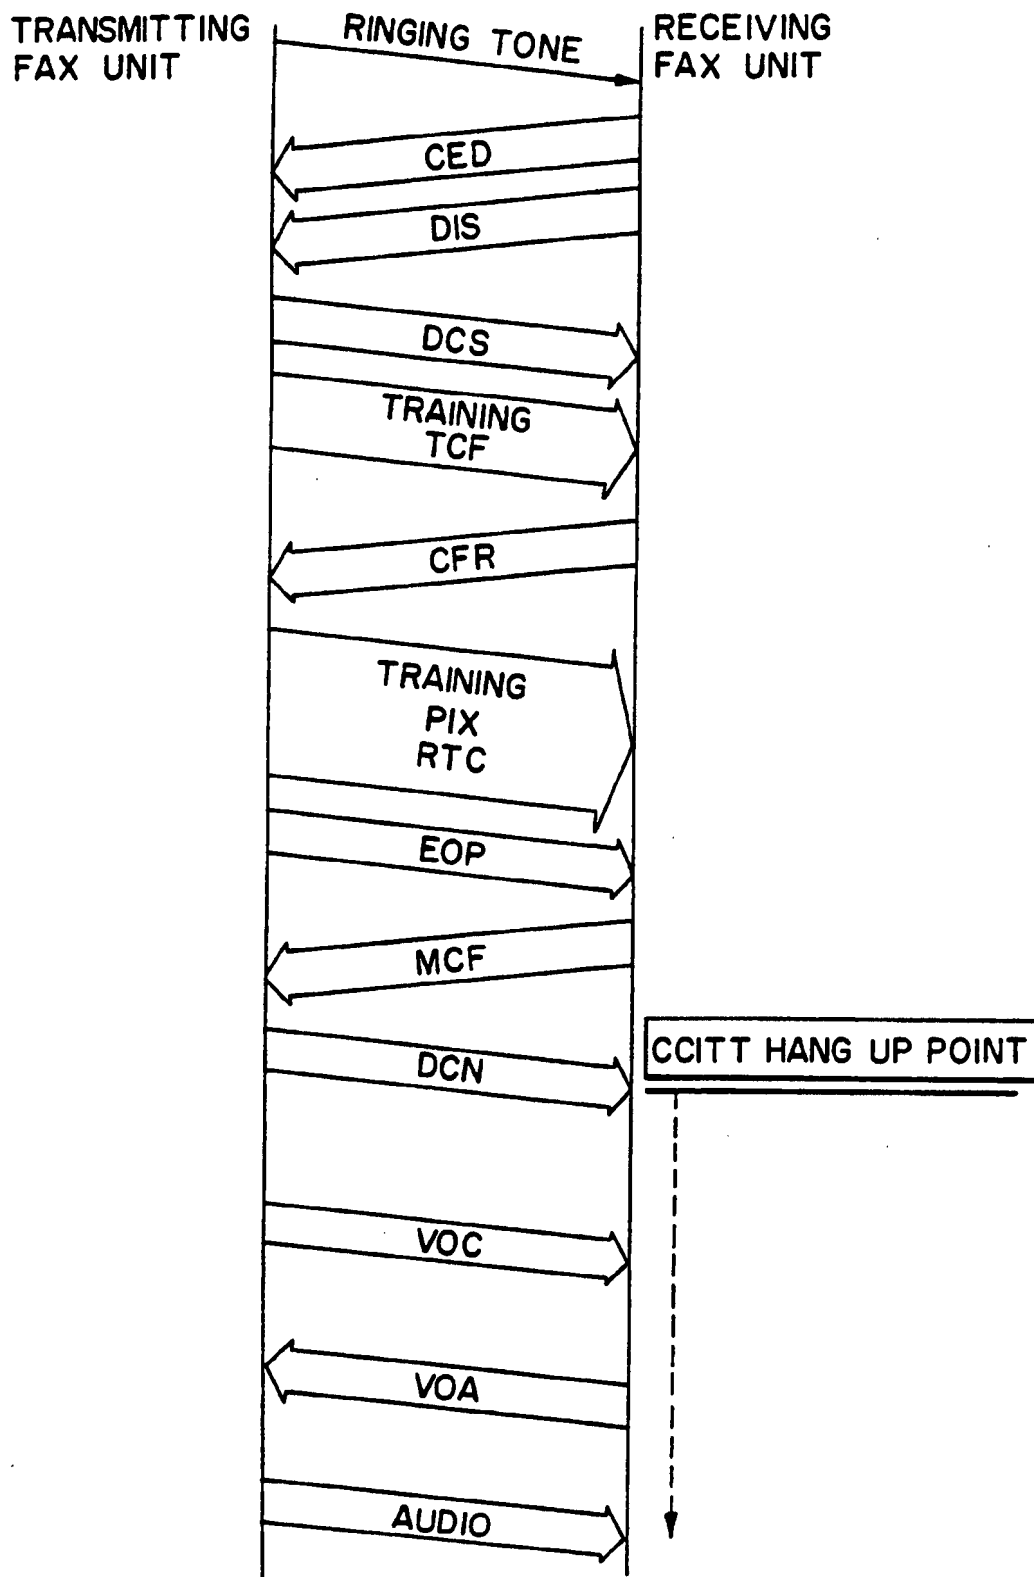 TRANSMITTING
FAX UNIT
RINGING TONE
RECEIVING
FAX UNIT
CED
DIS
DCS
TRAINING
TCF
CFR
TRAINING
PIX
RTC
EOP
MCF
DCN
CCITT HANG UP POINT
VOC
VOA
AUDIO